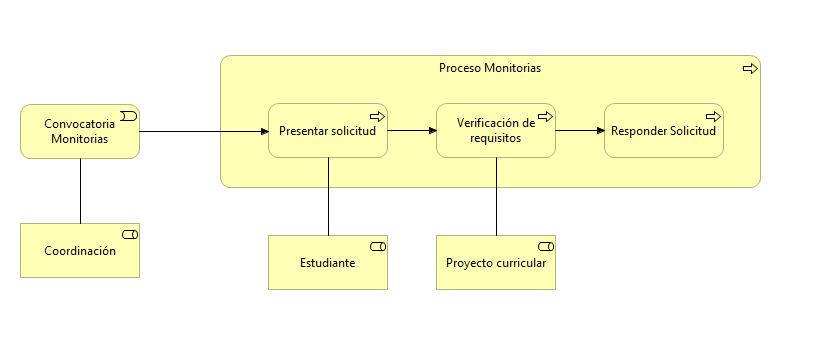 Proceso Monitorias
Convocatoria
Monitorias
Presentar solicitud
Verificación de
requisitos
Responder Solicitud
Coordinación
Estudiante
Proyecto curricular